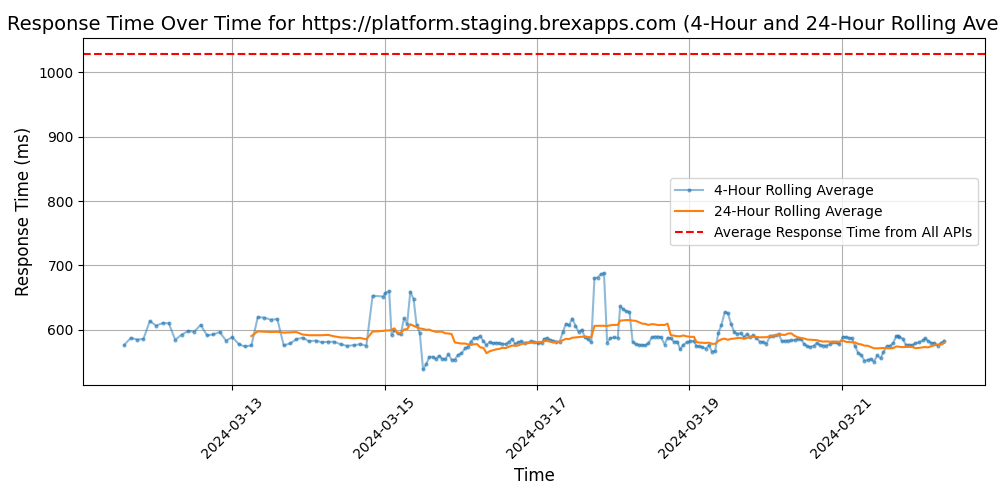 Response Time Over Time for https://platform.staging.brexapps.com (4-Hour and 24-Hour Rolling Ave
Response Time (ms)
1000
900
800
700
600
4-Hour Rolling Average
24-Hour Rolling Average
Average Response Time from All APIs
2024-03-13
2024-03-15
2024-03-17
2024-03-19
2024-03-21
Time